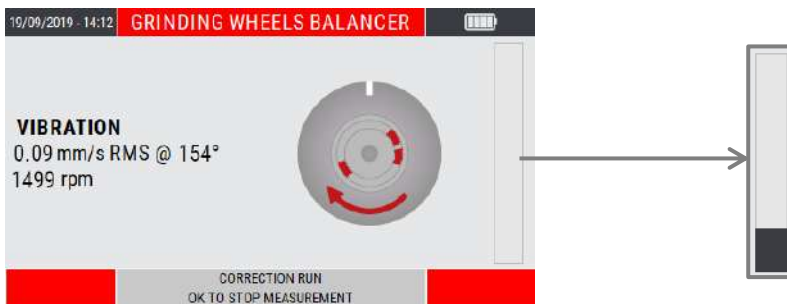 19/09/2019 - 14:12 GRINDING WHEELS BALANCER
VIBRATION
0.09 mm/s RMS @ 154°
1499 rpm
CORRECTION RUN
OK TO STOP MEASUREMENT